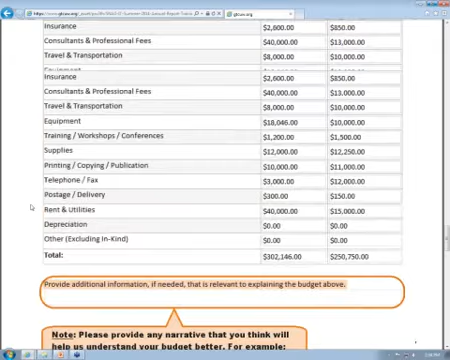 gtcuw.org
Insurance $2,600.00 $850.00
Consultants & Professional Fees $40,000.00 $13,000.00
Travel & Transportation $8,000.00 $10,000.00
Insurance $2,600.00 $850.00
Consultants & Professional Fees $40,000.00 $13,000.00
Travel & Transportation $8,000.00 $10,000.00
Equipment $18,046.00 $10,000.00
Training / Workshops / Conferences $1,200.00 $1,500.00
Supplies $12,000.00 $12,250.00
Printing / Copying / Publication $10,000.00 $11,000.00
Telephone / Fax $3,000.00 $12,000.00
Postage / Delivery $300.00 $150.00
Rent & Utilities $40,000.00 $15,000.00
Depreciation $0.00 $0.00
Other (Excluding In-Kind) $0.00 $0.00
Total: $302,146.00 $250,750.00
Provide additional information, if needed, that is relevant to explaining the budget above.
Note: Please provide any narrative that you think will
help us understand your budget better. For example: